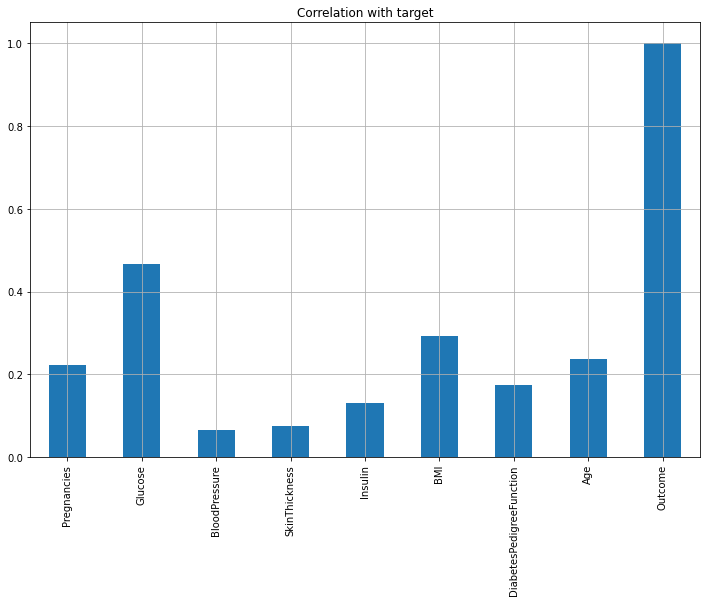 Correlation with target
1.0
0.8
0.6
0.4
0.2
0.0
Pregnancies
Glucose
BloodPressure
SkinThickness
Insulin
BMI
DiabetesPedigreeFunction
Age
Outcome